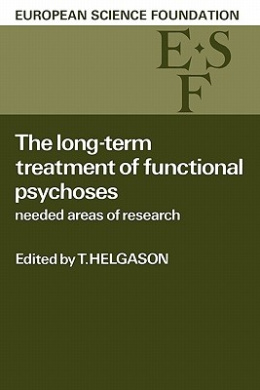 EUROPEAN SCIENCE FOUNDATION
E·S
F
The long-term
treatment of functional
psychoses
needed areas of research
Edited by T. HELGASON